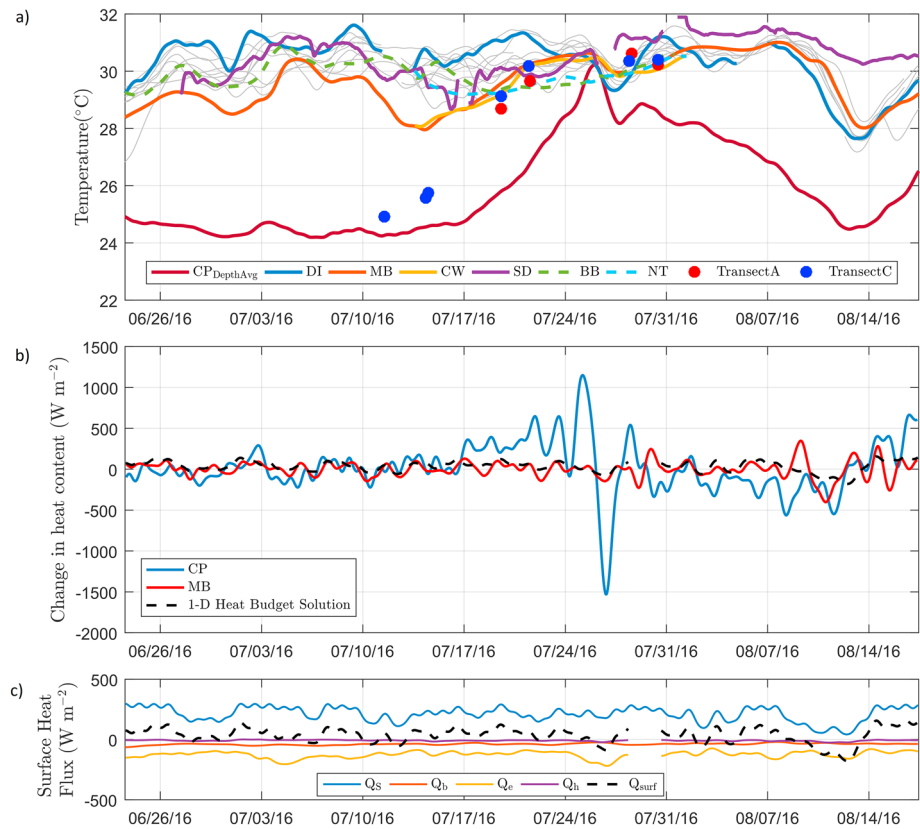 a)
32
30
28
26
24
22
Temperature(°C)
CP_DepthAvg DI MB CW SD BB NT TransectA TransectC
06/26/16 07/03/16 07/10/16 07/17/16 07/24/16 07/31/16 08/07/16 08/14/16
b)
1500
1000
500
0
-500
-1000
-1500
-2000
Change in heat content (W m⁻²)
CP
MB
1-D Heat Budget Solution
06/26/16 07/03/16 07/10/16 07/17/16 07/24/16 07/31/16 08/07/16 08/14/16
c)
500
0
-500
Surface Heat
Flux (W m⁻²)
Q_S Q_b Q_e Q_h Q_surf
06/26/16 07/03/16 07/10/16 07/17/16 07/24/16 07/31/16 08/07/16 08/14/16